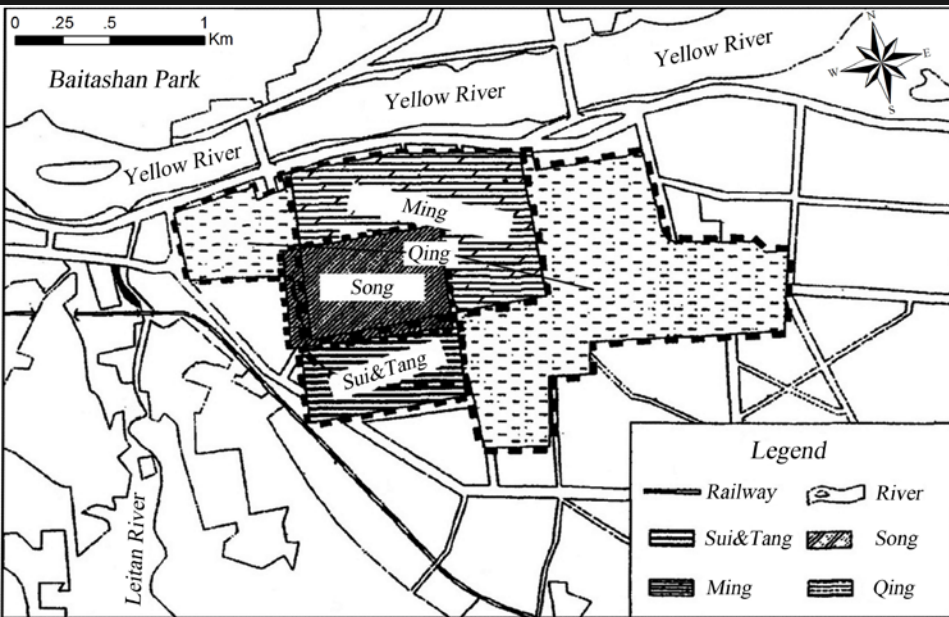 0 .25 .5 1
Km
Baitashan Park
Yellow River
Yellow River
Yellow River
N
W
E
S
Ming
Qing
Song
Sui&Tang
Leitan River
Legend
Railway
River
Sui&Tang
Song
Ming
Qing